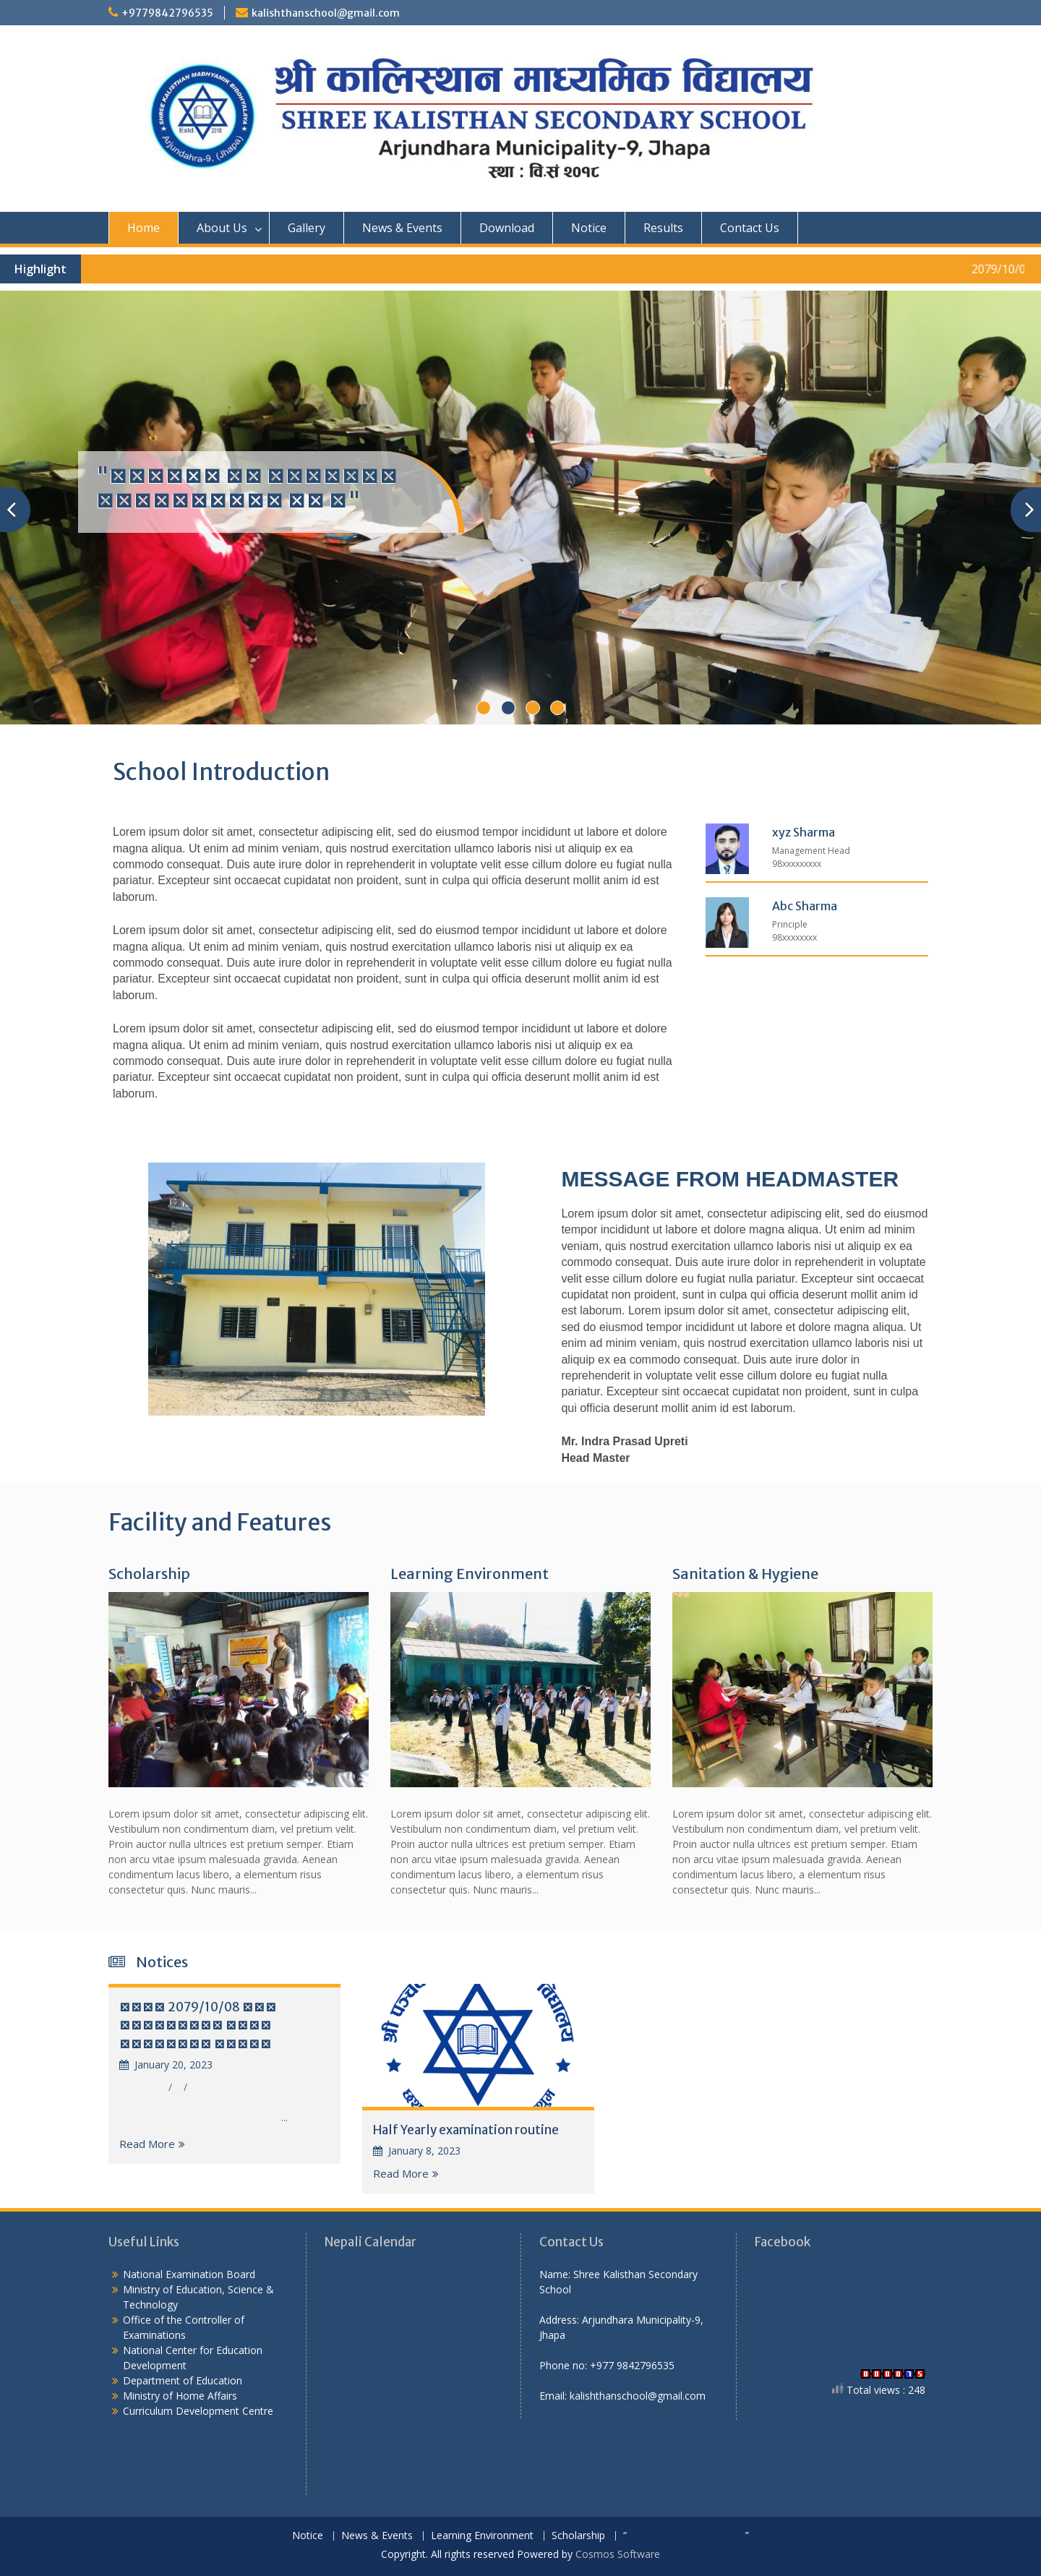 +9779842796535
kalishthanschool@gmail.com
श्री कालिस्थान माध्यमिक विद्यालय
SHREE KALISTHAN SECONDARY SCHOOL
Arjundhara Municipality-9, Jhapa
स्था : वि.सं २०१८
SHREE KALISTHAN MADHYAMIK BIDHYALAYA
Estd. 2018
Arjundahra-9, (Jhapa)
Home About Us Gallery News & Events Download Notice Results Contact Us
Highlight
2079/10/0
School Introduction
Lorem ipsum dolor sit amet, consectetur adipiscing elit, sed do eiusmod tempor incididunt ut labore et dolore
magna aliqua. Ut enim ad minim veniam, quis nostrud exercitation ullamco laboris nisi ut aliquip ex ea
commodo consequat. Duis aute irure dolor in reprehenderit in voluptate velit esse cillum dolore eu fugiat nulla
pariatur. Excepteur sint occaecat cupidatat non proident, sunt in culpa qui officia deserunt mollit anim id est
laborum.
Lorem ipsum dolor sit amet, consectetur adipiscing elit, sed do eiusmod tempor incididunt ut labore et dolore
magna aliqua. Ut enim ad minim veniam, quis nostrud exercitation ullamco laboris nisi ut aliquip ex ea
commodo consequat. Duis aute irure dolor in reprehenderit in voluptate velit esse cillum dolore eu fugiat nulla
pariatur. Excepteur sint occaecat cupidatat non proident, sunt in culpa qui officia deserunt mollit anim id est
laborum.
Lorem ipsum dolor sit amet, consectetur adipiscing elit, sed do eiusmod tempor incididunt ut labore et dolore
magna aliqua. Ut enim ad minim veniam, quis nostrud exercitation ullamco laboris nisi ut aliquip ex ea
commodo consequat. Duis aute irure dolor in reprehenderit in voluptate velit esse cillum dolore eu fugiat nulla
pariatur. Excepteur sint occaecat cupidatat non proident, sunt in culpa qui officia deserunt mollit anim id est
laborum.
xyz Sharma
Management Head
98xxxxxxxxx
Abc Sharma
Principle
98xxxxxxxx
MESSAGE FROM HEADMASTER
Lorem ipsum dolor sit amet, consectetur adipiscing elit, sed do eiusmod
tempor incididunt ut labore et dolore magna aliqua. Ut enim ad minim
veniam, quis nostrud exercitation ullamco laboris nisi ut aliquip ex ea
commodo consequat. Duis aute irure dolor in reprehenderit in voluptate
velit esse cillum dolore eu fugiat nulla pariatur. Excepteur sint occaecat
cupidatat non proident, sunt in culpa qui officia deserunt mollit anim id
est laborum. Lorem ipsum dolor sit amet, consectetur adipiscing elit,
sed do eiusmod tempor incididunt ut labore et dolore magna aliqua. Ut
enim ad minim veniam, quis nostrud exercitation ullamco laboris nisi ut
aliquip ex ea commodo consequat. Duis aute irure dolor in
reprehenderit in voluptate velit esse cillum dolore eu fugiat nulla
pariatur. Excepteur sint occaecat cupidatat non proident, sunt in culpa
qui officia deserunt mollit anim id est laborum.
Mr. Indra Prasad Upreti
Head Master
Facility and Features
Scholarship
Lorem ipsum dolor sit amet, consectetur adipiscing elit.
Vestibulum non condimentum diam, vel pretium velit.
Proin auctor nulla ultrices est pretium semper. Etiam
non arcu vitae ipsum malesuada gravida. Aenean
condimentum lacus libero, a elementum risus
consectetur quis. Nunc mauris...
Learning Environment
Lorem ipsum dolor sit amet, consectetur adipiscing elit.
Vestibulum non condimentum diam, vel pretium velit.
Proin auctor nulla ultrices est pretium semper. Etiam
non arcu vitae ipsum malesuada gravida. Aenean
condimentum lacus libero, a elementum risus
consectetur quis. Nunc mauris...
Sanitation & Hygiene
Lorem ipsum dolor sit amet, consectetur adipiscing elit.
Vestibulum non condimentum diam, vel pretium velit.
Proin auctor nulla ultrices est pretium semper. Etiam
non arcu vitae ipsum malesuada gravida. Aenean
condimentum lacus libero, a elementum risus
consectetur quis. Nunc mauris...
Notices
2079/10/08
January 20, 2023
/ /
...
Read More
Half Yearly examination routine
January 8, 2023
Read More
Useful Links
National Examination Board
Ministry of Education, Science &
Technology
Office of the Controller of
Examinations
National Center for Education
Development
Department of Education
Ministry of Home Affairs
Curriculum Development Centre
Nepali Calendar
Contact Us
Name: Shree Kalisthan Secondary
School
Address: Arjundhara Municipality-9,
Jhapa
Phone no: +977 9842796535
Email: kalishthanschool@gmail.com
Facebook
000015
Total views : 248
Notice | News & Events | Learning Environment | Scholarship | “ ”
Copyright. All rights reserved Powered by Cosmos Software